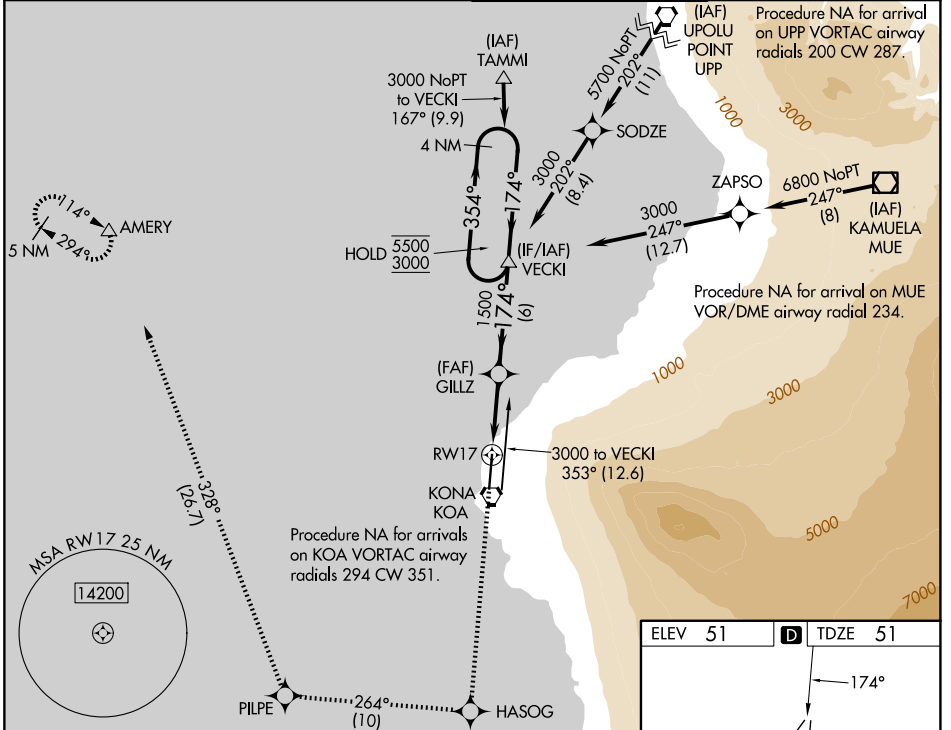 (IAF)
UPOLU
POINT
UPP
Procedure NA for arrival
on UPP VORTAC airway
radials 200 CW 287.
(IAF)
TAMMI
3000 NoPT
to VECKI
167° (9.9)
5700 NoPT
202°
(11)
1000
3000
4 NM
SODZE
3000
202°
(8.4)
354°
174°
ZAPSO
6800 NoPT
247°
(8)
(IAF)
KAMUELA
MUE
114°
294°
5 NM
AMERY
HOLD
5500
3000
(IF/IAF)
VECKI
3000
247°
(12.7)
Procedure NA for arrival on MUE
VOR/DME airway radial 234.
1500
174°
(6)
(FAF)
GILLZ
1000
3000
RW17
3000 to VECKI
353° (12.6)
KONA
KOA
328°
(26.7)
Procedure NA for arrivals
on KOA VORTAC airway
radials 294 CW 351.
5000
7000
MSA RW17 25 NM
14200
PILPE
264°
(10)
HASOG
ELEV 51
D
TDZE 51
174°